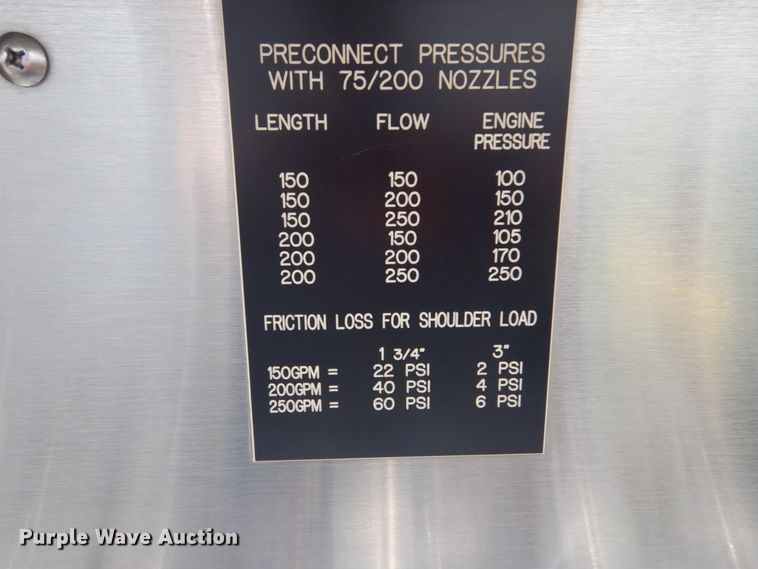 PRECONNECT PRESSURES
WITH 75/200 NOZZLES
LENGTH FLOW ENGINE PRESSURE
150 150 100
150 200 150
150 250 210
200 150 105
200 200 170
200 250 250
FRICTION LOSS FOR SHOULDER LOAD
1 3/4" 3"
150GPM = 22 PSI 2 PSI
200GPM = 40 PSI 4 PSI
250GPM = 60 PSI 6 PSI
Purple Wave Auction